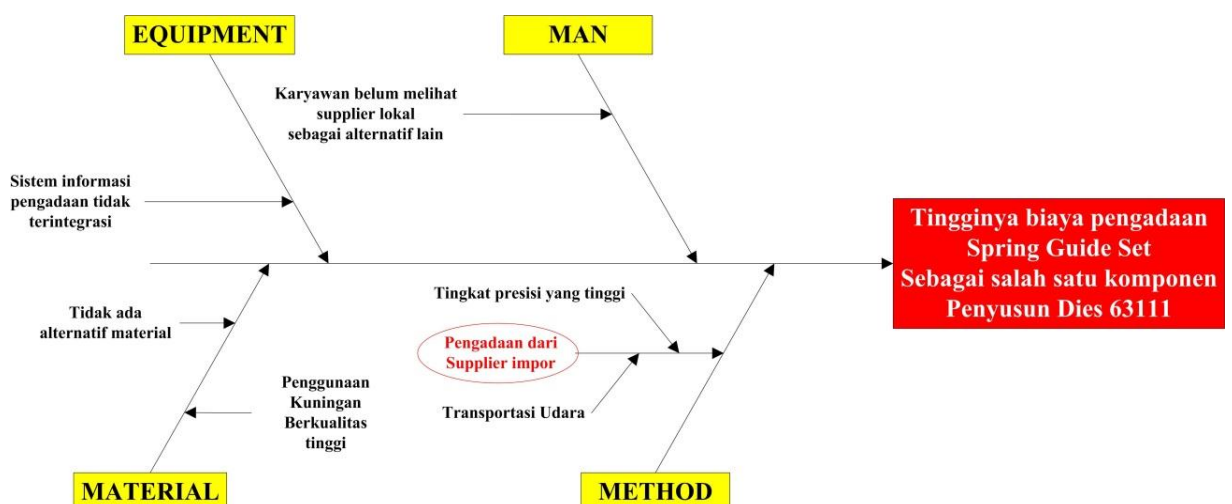 EQUIPMENT
MAN
Karyawan belum melihat
supplier lokal
sebagai alternatif lain
Sistem informasi
pengadaan tidak
terintegrasi
Tingginya biaya pengadaan
Spring Guide Set
Sebagai salah satu komponen
Penyusun Dies 63111
Tidak ada
alternatif material
Tingkat presisi yang tinggi
Pengadaan dari
Supplier impor
Penggunaan
Kuningan
Berkualitas
tinggi
Transportasi Udara
MATERIAL
METHOD